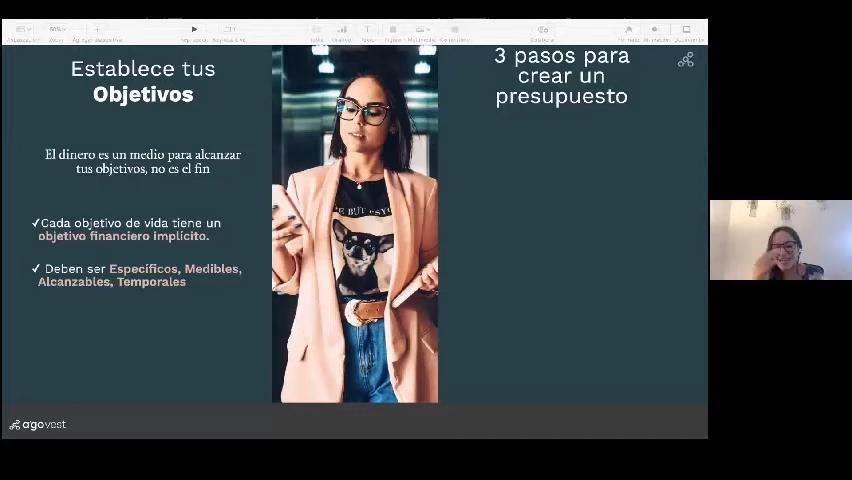 60%
Establece tus
Objetivos
El dinero es un medio para alcanzar
tus objetivos, no es el fin
✓Cada objetivo de vida tiene un
objetivo financiero implícito.
✓ Deben ser Específicos, Medibles,
Alcanzables, Temporales
3 pasos para
crear un
presupuesto
agovest